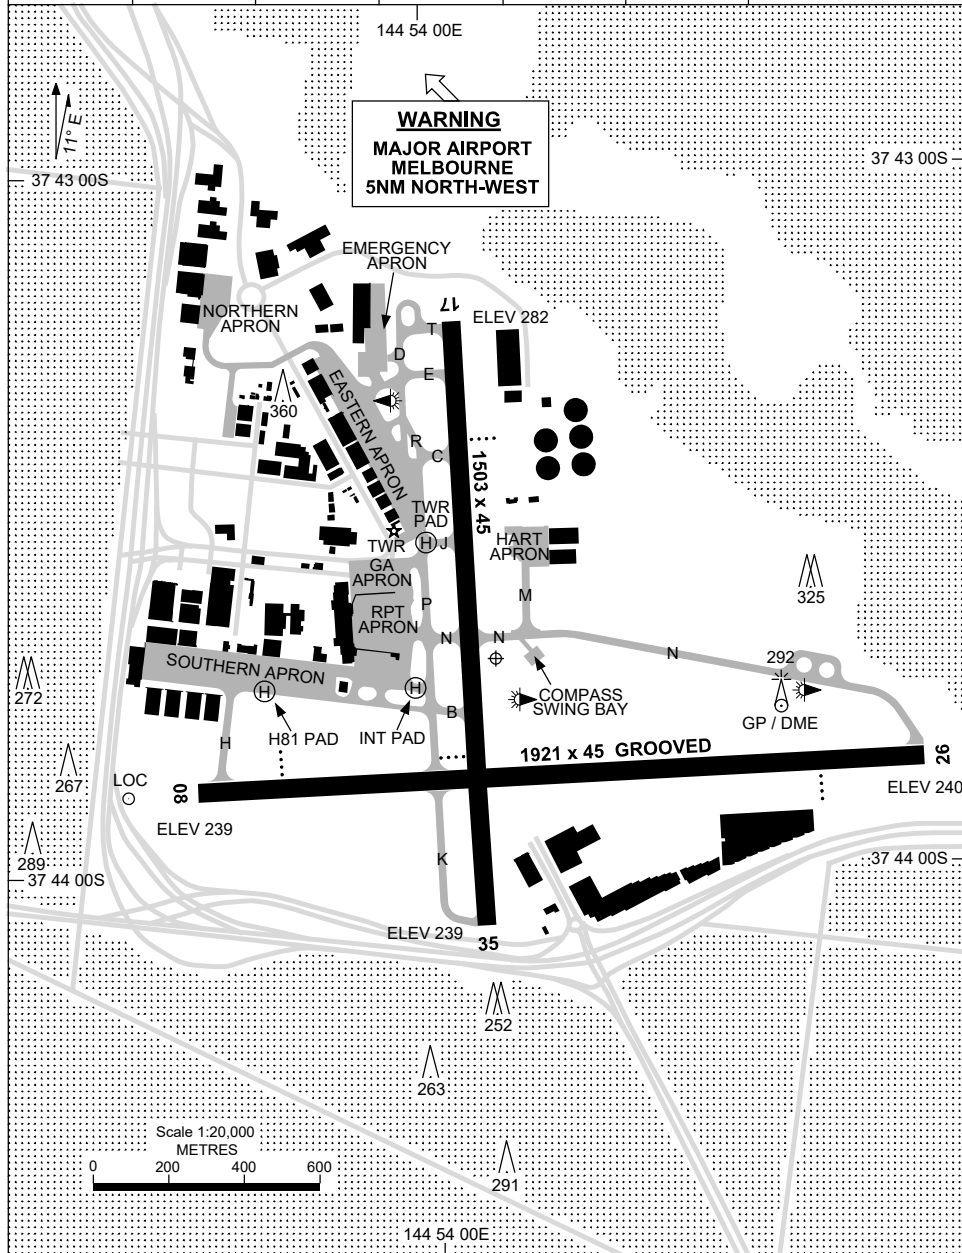 144 54 00E
WARNING
MAJOR AIRPORT
MELBOURNE
5NM NORTH-WEST
11° E
37 43 00S
37 43 00S
EMERGENCY
APRON
NORTHERN
APRON
17
ELEV 282
T
D
E
360
EASTERN APRON
R
C
1503 x 45
TWR
PAD
TWR
H
J
HART
APRON
GA
APRON
RPT
APRON
P
M
325
N
N
N
SOUTHERN APRON
292
272
H
H
COMPASS
SWING BAY
GP / DME
B
H
H81 PAD
INT PAD
1921 x 45 GROOVED
26
267
LOC
08
ELEV 240
ELEV 239
289
K
37 44 00S
37 44 00S
ELEV 239
35
252
263
Scale 1:20,000
METRES
0 200 400 600
291
144 54 00E